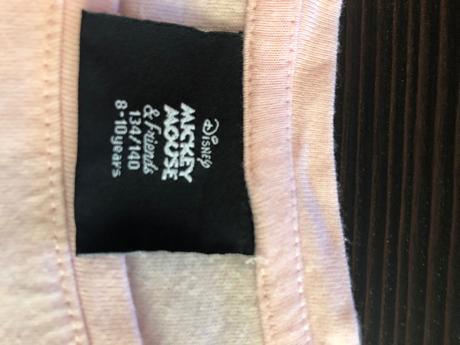 Disney
MICKEY
MOUSE
& friends
134/140
8-10years